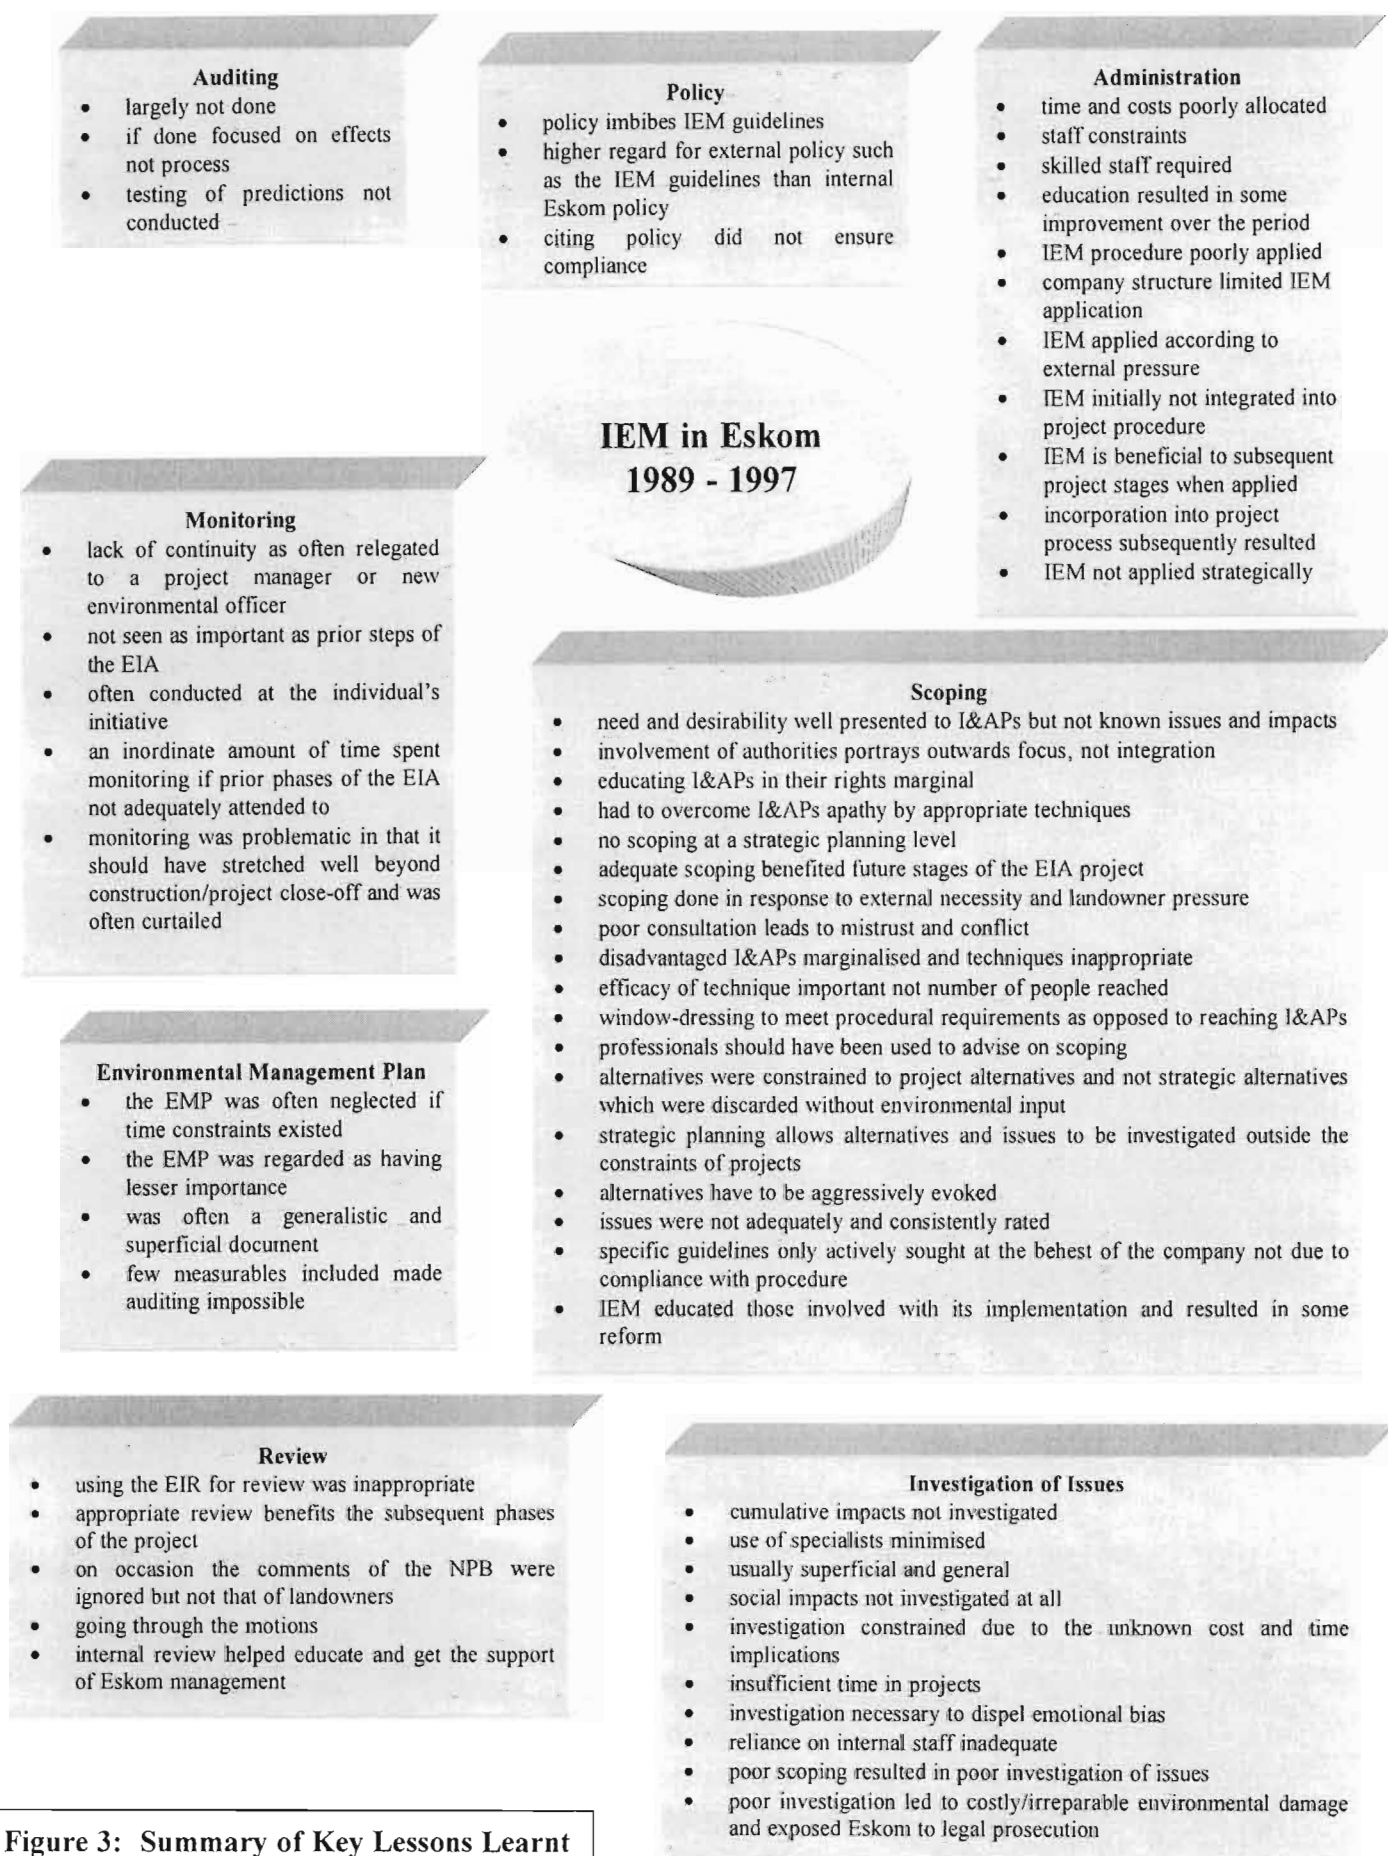 Auditing
• largely not done
• if done focused on effects
not process
• testing of predictions not
conducted
Policy
• policy imbibes IEM guidelines
• higher regard for external policy such
as the IEM guidelines than internal
Eskom policy
• citing policy did not ensure
compliance
Administration
• time and costs poorly allocated
• staff constraints
• skilled staff required
• education resulted in some
improvement over the period
• IEM procedure poorly applied
• company structure limited IEM
application
• IEM applied according to
external pressure
• IEM initially not integrated into
project procedure
• IEM is beneficial to subsequent
project stages when applied
• incorporation into project
process subsequently resulted
• IEM not applied strategically
IEM in Eskom
1989 - 1997
Monitoring
• lack of continuity as often relegated
to a project manager or new
environmental officer
• not seen as important as prior steps of
the EIA
• often conducted at the individual's
initiative
• an inordinate amount of time spent
monitoring if prior phases of the EIA
not adequately attended to
• monitoring was problematic in that it
should have stretched well beyond
construction/project close-off and was
often curtailed
Scoping
• need and desirability well presented to I&APs but not known issues and impacts
• involvement of authorities portrays outwards focus, not integration
• educating I&APs in their rights marginal
• had to overcome I&APs apathy by appropriate techniques
• no scoping at a strategic planning level
• adequate scoping benefited future stages of the EIA project
• scoping done in response to external necessity and landowner pressure
• poor consultation leads to mistrust and conflict
• disadvantaged I&APs marginalised and techniques inappropriate
• efficacy of technique important not number of people reached
• window-dressing to meet procedural requirements as opposed to reaching I&APs
• professionals should have been used to advise on scoping
• alternatives were constrained to project alternatives and not strategic alternatives
which were discarded without environmental input
• strategic planning allows alternatives and issues to be investigated outside the
constraints of projects
• alternatives have to be aggressively evoked
• issues were not adequately and consistently rated
• specific guidelines only actively sought at the behest of the company not due to
compliance with procedure
• IEM educated those involved with its implementation and resulted in some
reform
Environmental Management Plan
• the EMP was often neglected if
time constraints existed
• the EMP was regarded as having
lesser importance
• was often a generalistic and
superficial document
• few measurables included made
auditing impossible
Review
• using the EIR for review was inappropriate
• appropriate review benefits the subsequent phases
of the project
• on occasion the comments of the NPB were
ignored but not that of landowners
• going through the motions
• internal review helped educate and get the support
of Eskom management
Investigation of Issues
• cumulative impacts not investigated
• use of specialists minimised
• usually superficial and general
• social impacts not investigated at all
• investigation constrained due to the unknown cost and time
implications
• insufficient time in projects
• investigation necessary to dispel emotional bias
• reliance on internal staff inadequate
• poor scoping resulted in poor investigation of issues
• poor investigation led to costly/irreparable environmental damage
and exposed Eskom to legal prosecution
Figure 3: Summary of Key Lessons Learnt